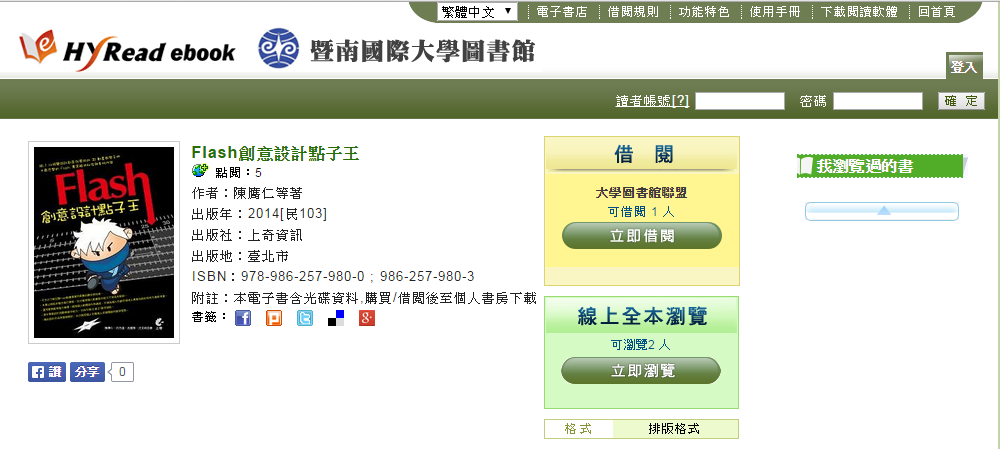 繁體中文 電子書店 借閱規則 功能特色 使用手冊 下載閱讀軟體 回首頁
HyRead ebook 暨南國際大學圖書館
登入
讀者帳號[?] 密碼 確 定
Flash創意設計點子王
點閱：5
作者：陳鷹仁等著
出版年：2014[民103]
出版社：上奇資訊
出版地：臺北市
ISBN：978-986-257-980-0 ; 986-257-980-3
附註：本電子書含光碟資料,購買/借閱後至個人書房下載
書籤：
Flash
創意設計點子王
讚 分享 0
借 閱
大學圖書館聯盟
可借閱 1 人
立即借閱
線上全本瀏覽
可瀏覽2 人
立即瀏覽
格式 排版格式
我瀏覽過的書